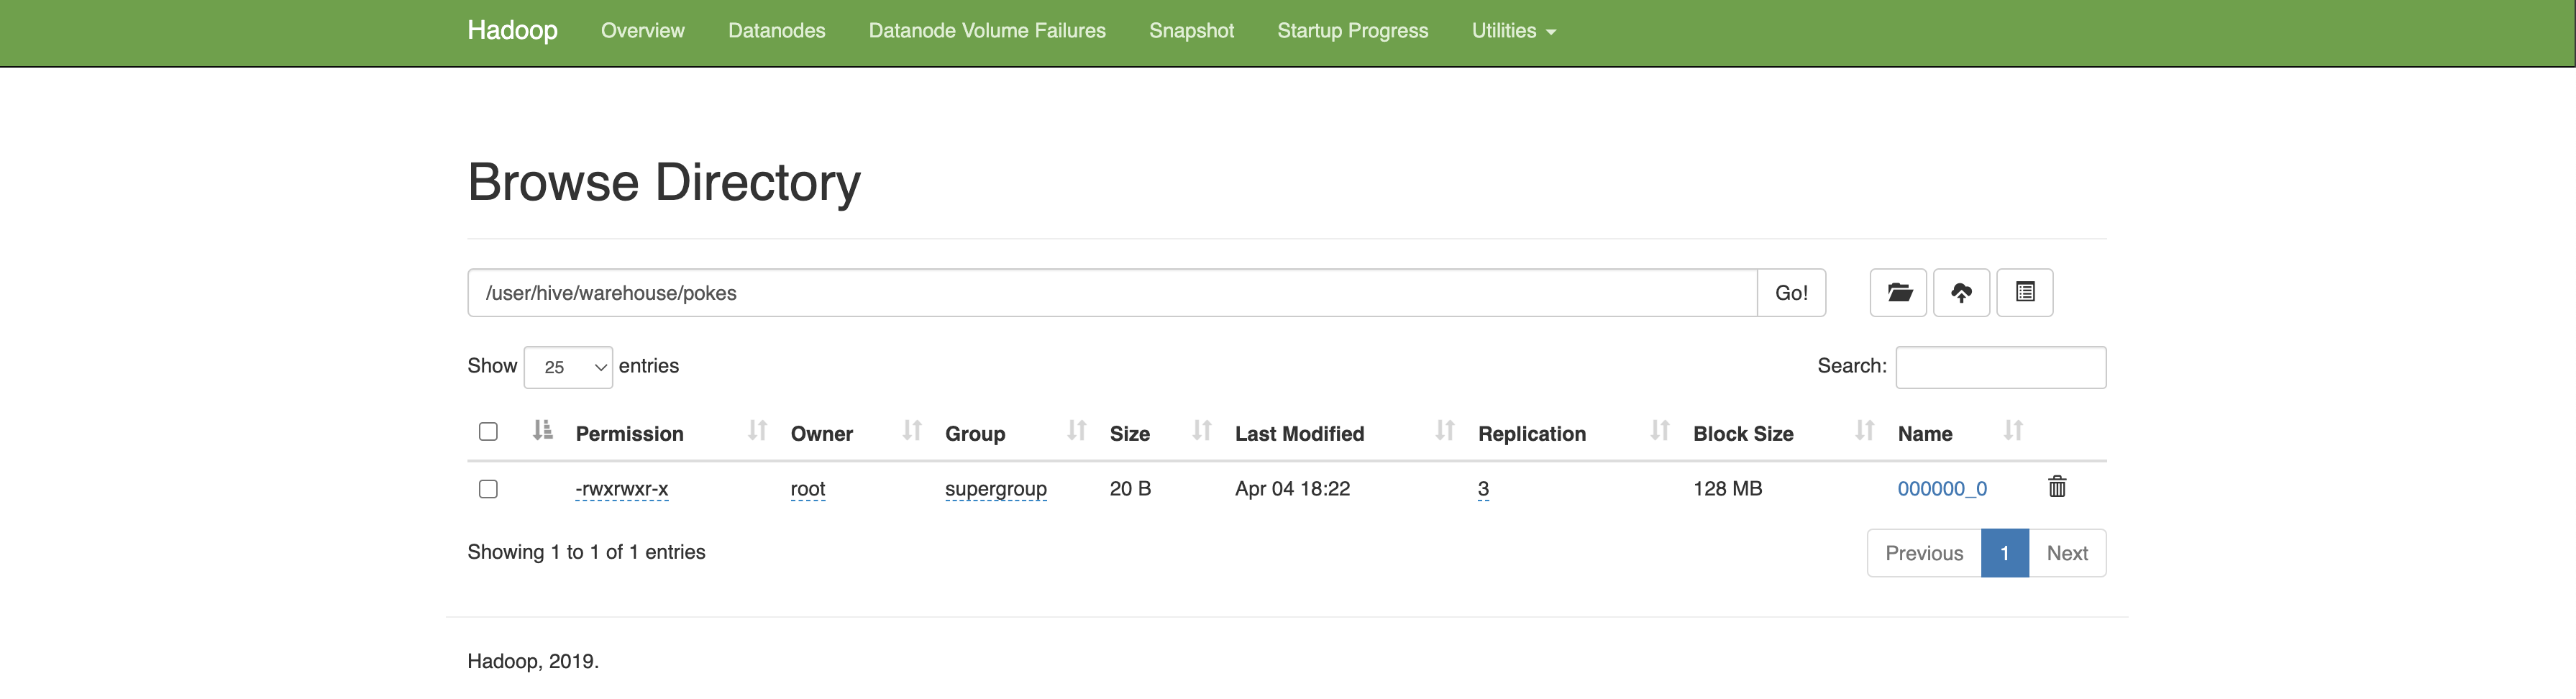 Hadoop Overview Datanodes Datanode Volume Failures Snapshot Startup Progress Utilities
Browse Directory
/user/hive/warehouse/pokes Go!
Show 25 entries Search:
Permission Owner Group Size Last Modified Replication Block Size Name
-rwxrwxr-x root supergroup 20 B Apr 04 18:22 3 128 MB 000000_0
Showing 1 to 1 of 1 entries Previous 1 Next
Hadoop, 2019.